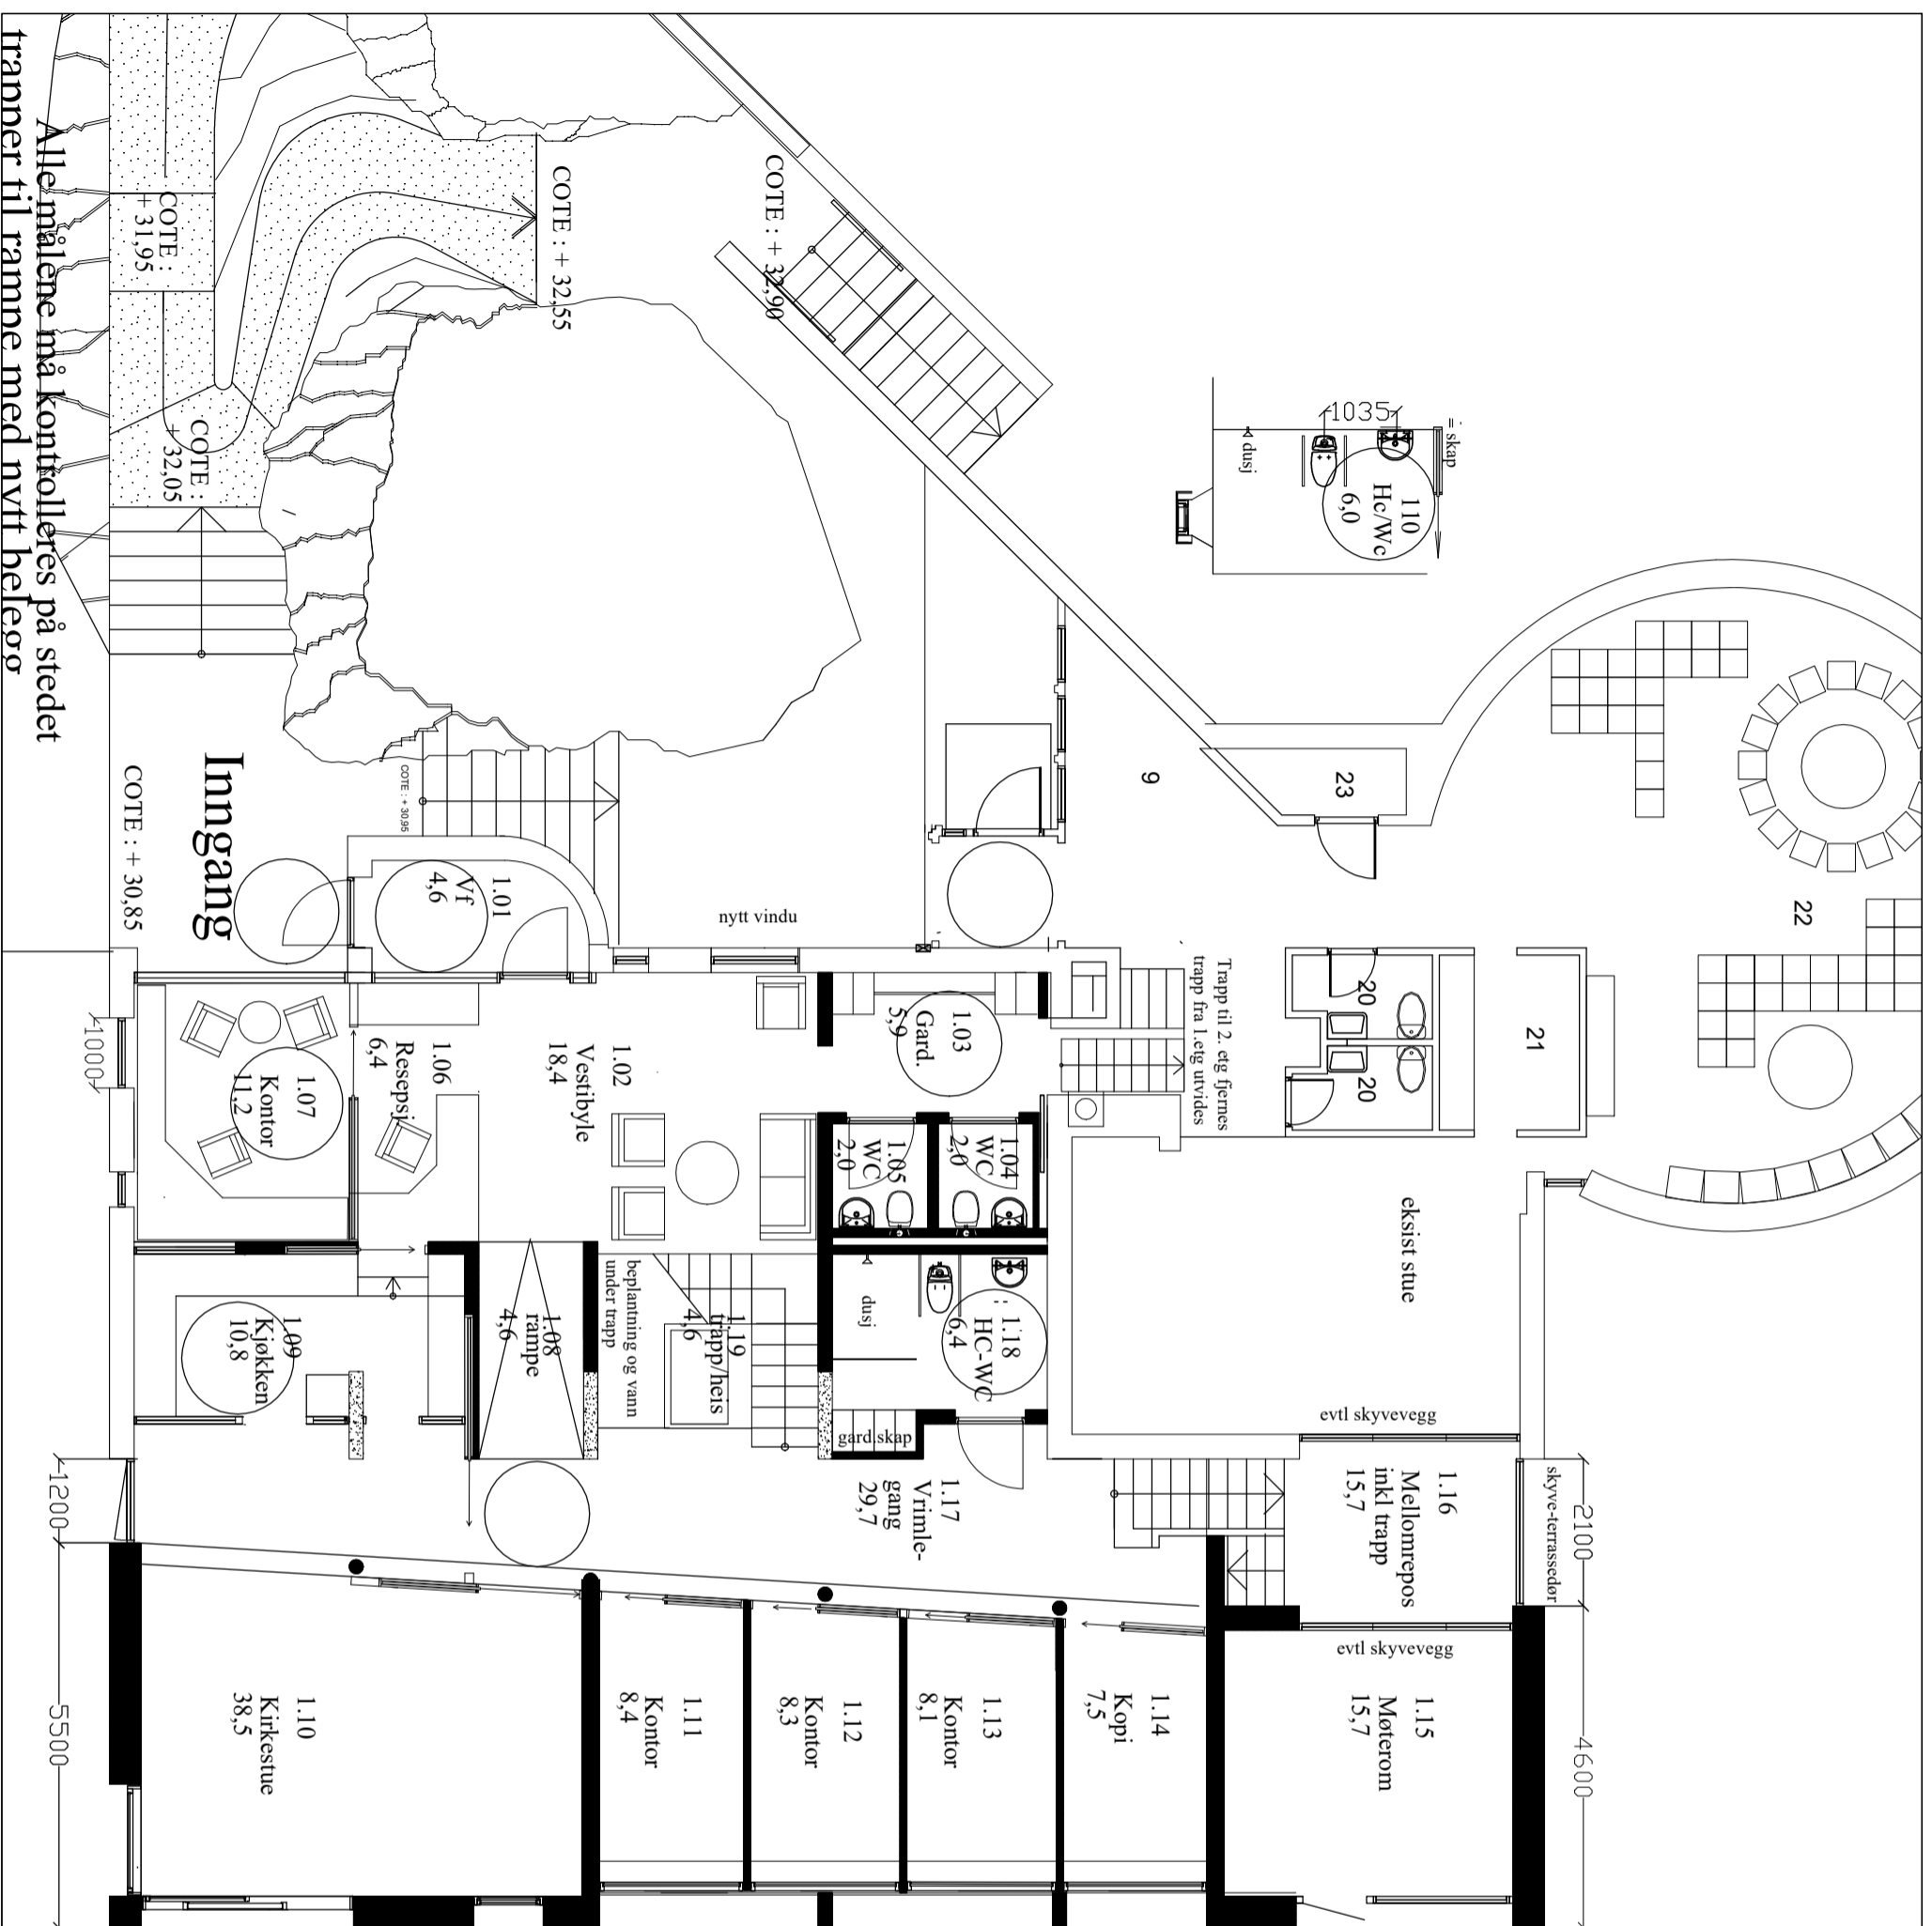 Alle målene må kontrolleres på stedet
trapper til rampe med nytt belegg
COTE :
+ 31,95
COTE :
+ 32,05
COTE : + 32,55
COTE : + 32,90
COTE : + 30,95
COTE : + 30,85
Inngang
1035
= skap
110
Hc/Wc
6,0
dusj
9
23
22
21
20
20
nytt vindu
Trapp til 2. etg fjernes
trapp fra 1.etg utvides
1.01
Vf
4,6
1.02
Vestibyle
18,4
1.03
Gard.
5,9
1.04
WC
2,0
1.05
WC
2,0
1.06
Resepsj
6,4
1.07
Kontor
11,2
1000
1.08
rampe
4,6
1.09
Kjøkken
10,8
beplantning og vann
under trapp
1.19
trapp/heis
4,6
dusj
1.18
HC-WC
6,4
gard.skap
eksist stue
evtl skyvevegg
1.16
Mellomrepos
inkl trapp
15,7
skyve-terrassedør
2100
4600
1.17
Vrimle-
gang
29,7
evtl skyvevegg
1.15
Møterom
15,7
1.14
Kopi
7,5
1.13
Kontor
8,1
1.12
Kontor
8,3
1.11
Kontor
8,4
1.10
Kirkestue
38,5
1200
5500